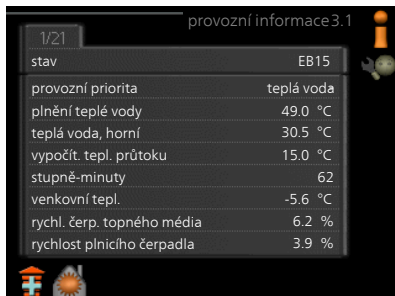 provozní informace 3.1
1/21
stav EB15
provozní priorita teplá voda
plnění teplé vody 49.0 °C
teplá voda, horní 30.5 °C
vypočít. tepl. průtoku 15.0 °C
stupně-minuty 62
venkovní tepl. -5.6 °C
rychl. čerp. topného média 6.2 %
rychlost plnicího čerpadla 3.9 %